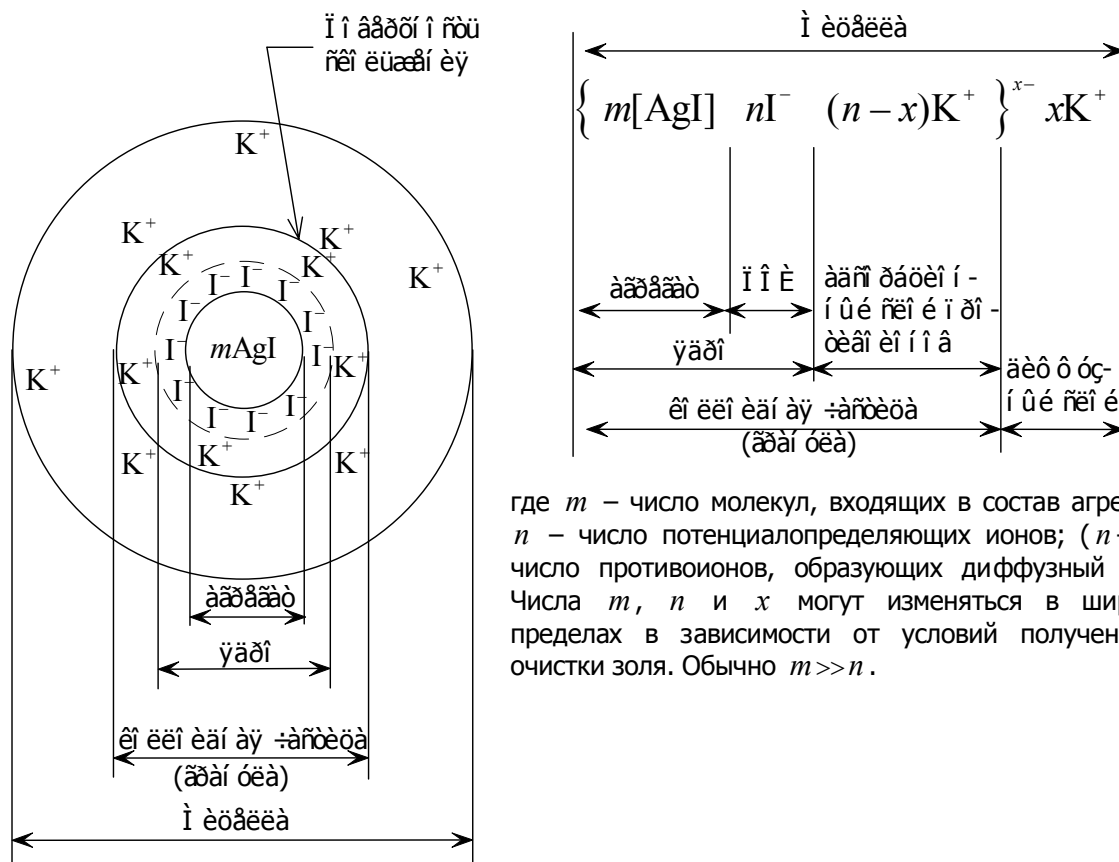 Ï î âåðõí î ñòü
ñêî ëüæåí èÿ
K⁺
K⁺ K⁺
K⁺ K⁺ K⁺
I⁻ I⁻ I⁻ I⁻
I⁻ I⁻
I⁻ mAgI I⁻
K⁺ K⁺ K⁺
I⁻ I⁻
I⁻ I⁻
K⁺ K⁺ K⁺
K⁺
àãðåãàò
ÿäðî
êî ëëî èäí àÿ ÷àñòèöà
(ãðàí óëà)
Ì èöåëëà
Ì èöåëëà
{ m[AgI] nI⁻ (n – x)K⁺ }ˣ⁻ xK⁺
àãðåãàò
Ï Î È
àäñî ðáöèî í -
í ûé ñëî é ï ðî -
òèâî èî í î â
ÿäðî
äèô ô óç-
í ûé ñëî é
êî ëëî èäí àÿ ÷àñòèöà
(ãðàí óëà)
где m – число молекул, входящих в состав агре
n – число потенциалопределяющих ионов; (n-
число противоионов, образующих диффузный
Числа m, n и x могут изменяться в шир
пределах в зависимости от условий получен
очистки золя. Обычно m>>n.